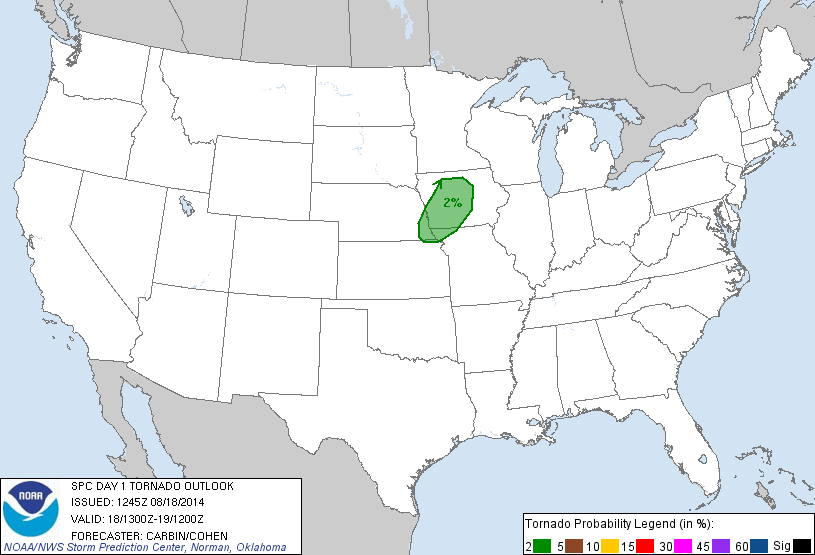 2%
NOAA
SPC DAY 1 TORNADO OUTLOOK
ISSUED: 1245Z 08/18/2014
VALID: 18/1300Z-19/1200Z
FORECASTER: CARBIN/COHEN
NOAA/NWS Storm Prediction Center, Norman, Oklahoma
Tornado Probability Legend (in %):
2 5 10 15 30 45 60 Sig